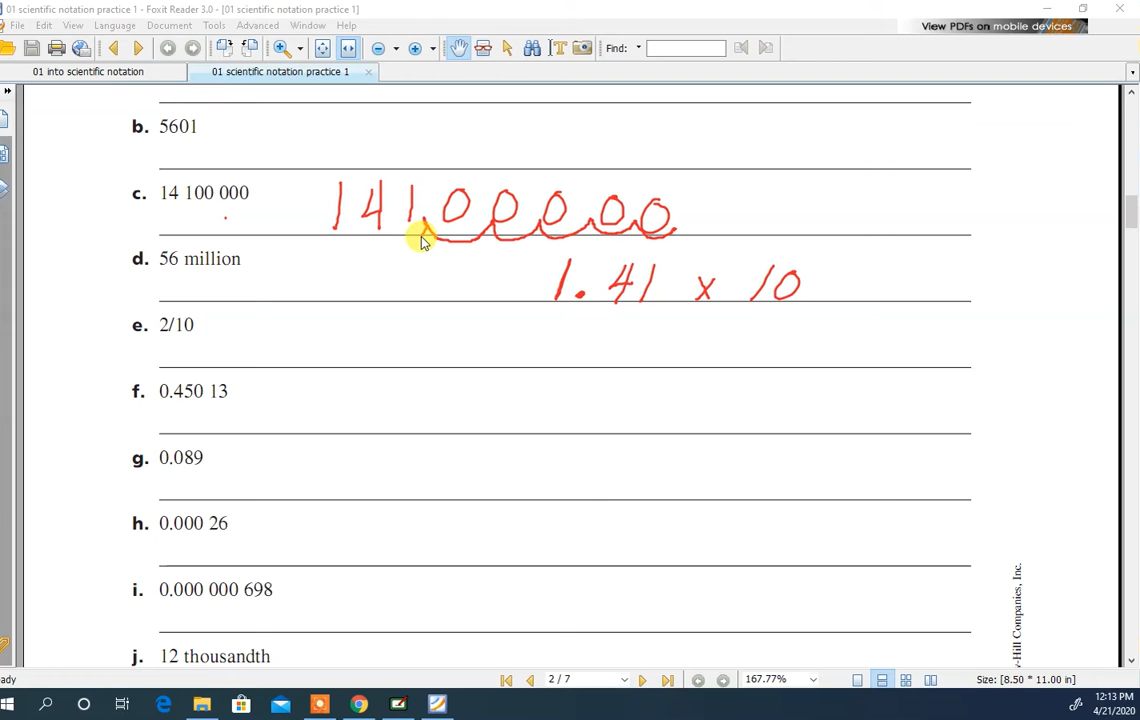 01 scientific notation practice 1 - Foxit Reader 3.0 - [01 scientific notation practice 1]
File Edit View Language Document Tools Advanced Window Help
View PDFs on mobile devices
Find:
01 into scientific notation 01 scientific notation practice 1
b. 5601
c. 14 100 000 141.00000
d. 56 million
1.41 x 10
e. 2/10
f. 0.450 13
g. 0.089
h. 0.000 26
i. 0.000 000 698
j. 12 thousandth
-Hill Companies, Inc.
eady 2 / 7 167.77% Size: [8.50 * 11.00 in]
12:13 PM
4/21/2020